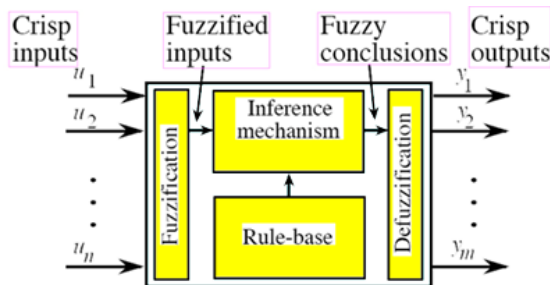 Crisp
inputs
Fuzzified
inputs
Fuzzy
conclusions
Crisp
outputs
u1
u2
un
Fuzzification
Inference
mechanism
Rule-base
Defuzzification
y1
y2
ym